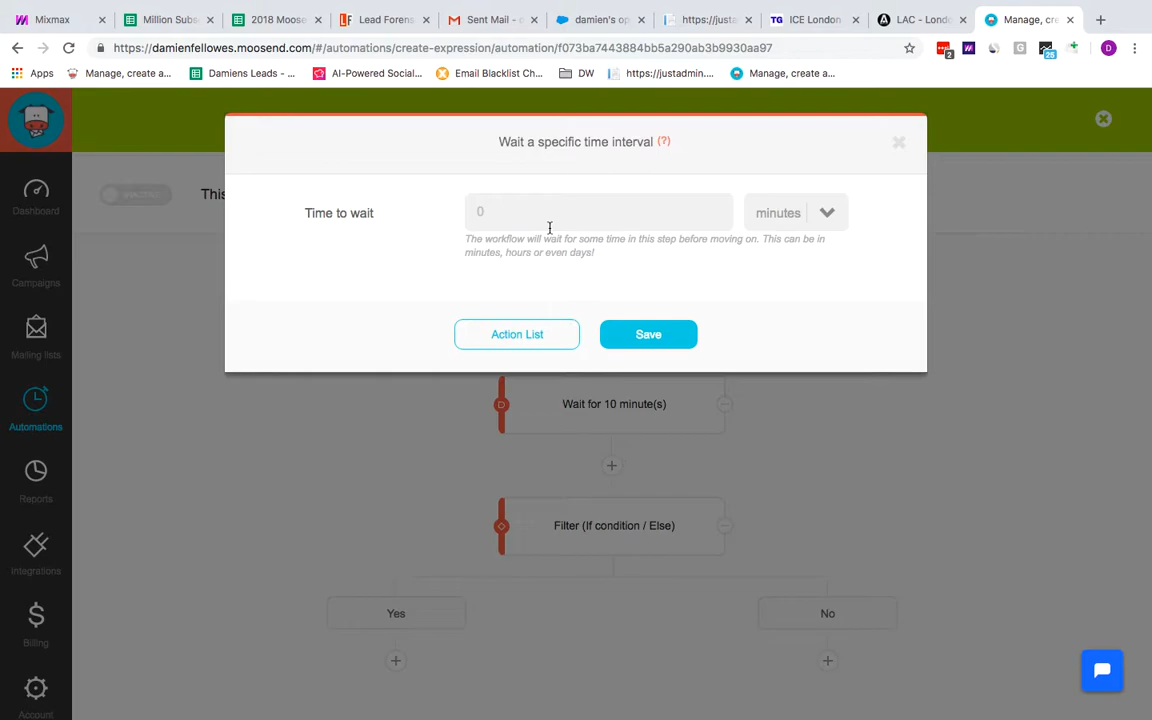 Mixmax
Million Subs
2018 Moose
Lead Forens
Sent Mail - d
damien's op
https://justa
TG ICE London
LAC - Londo
Manage, cre
https://damienfellowes.moosend.com/#/automations/create-expression/automation/f073ba7443884bb5a290ab3b9930aa97
2
25
D
Apps
Manage, create a...
Damiens Leads - ...
AI-Powered Social...
Email Blacklist Ch...
DW
https://justadmin....
Manage, create a...
Wait a specific time interval (?)
This
Time to wait
0
minutes
The workflow will wait for some time in this step before moving on. This can be in
minutes, hours or even days!
Action List
Save
Dashboard
Campaigns
Mailing lists
Automations
Reports
Integrations
Billing
Account
Wait for 10 minute(s)
Filter (If condition / Else)
Yes
No